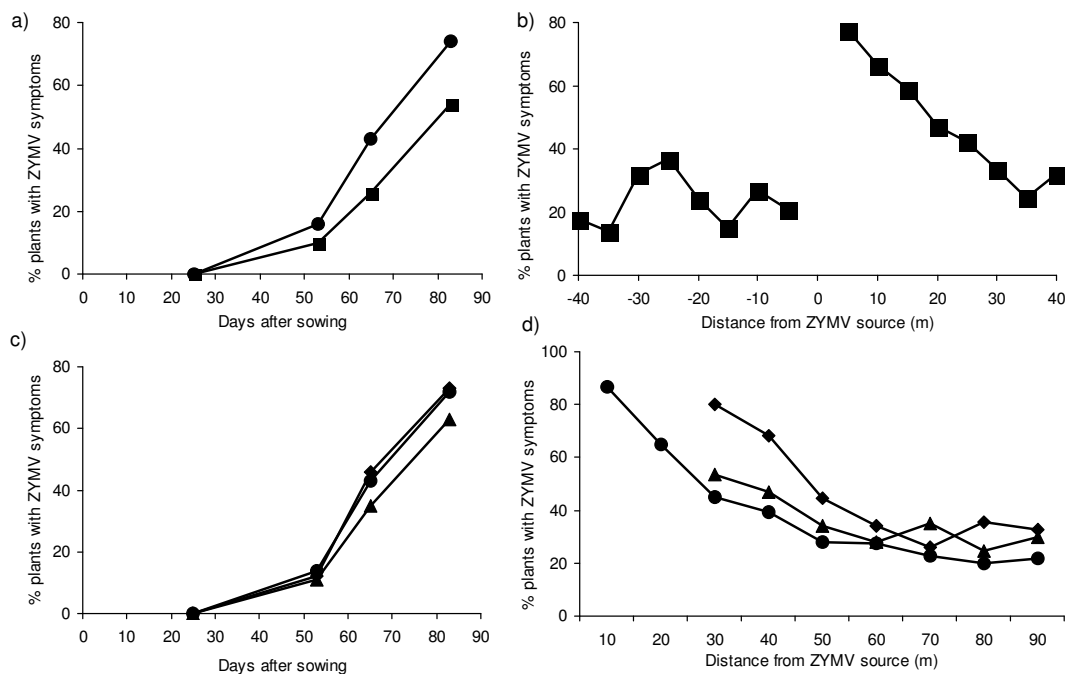 a)
80
60
40
20
0
% plants with ZYMV symptoms
0 10 20 30 40 50 60 70 80 90
Days after sowing
b)
80
60
40
20
0
% plants with ZYMV symptoms
-40 -30 -20 -10 0 10 20 30 40
Distance from ZYMV source (m)
c)
80
60
40
20
0
% plants with ZYMV symptoms
0 10 20 30 40 50 60 70 80 90
Days after sowing
d)
100
80
60
40
20
0
% plants with ZYMV symptoms
10 20 30 40 50 60 70 80 90
Distance from ZYMV source (m)